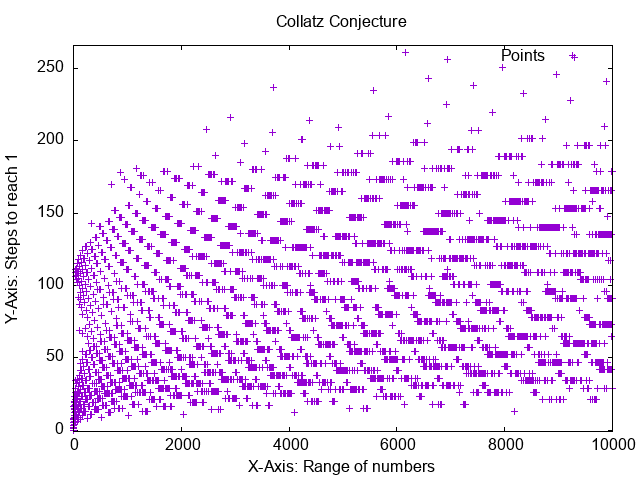 Collatz Conjecture
Points
250
200
150
100
50
0
0 2000 4000 6000 8000 10000
Y-Axis: Steps to reach 1
X-Axis: Range of numbers